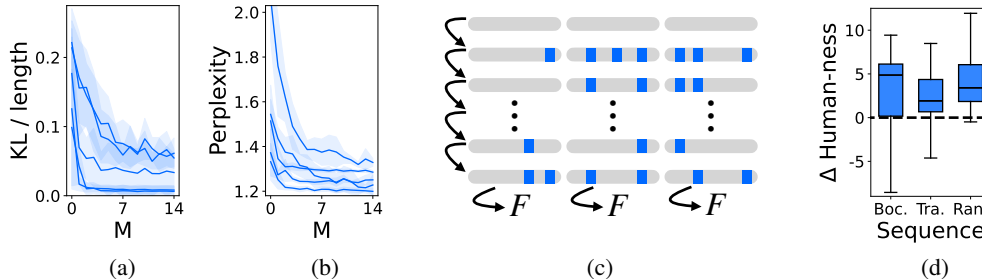 KL / length
0.2
0.1
0.0
0
7
14
M
(a)
Perplexity
2.0
1.8
1.6
1.4
1.2
0
7
14
M
(b)
F
F
F
(c)
Δ Human-ness
10
5
0
-5
Boc.
Tra.
Ran
Sequence
(d)